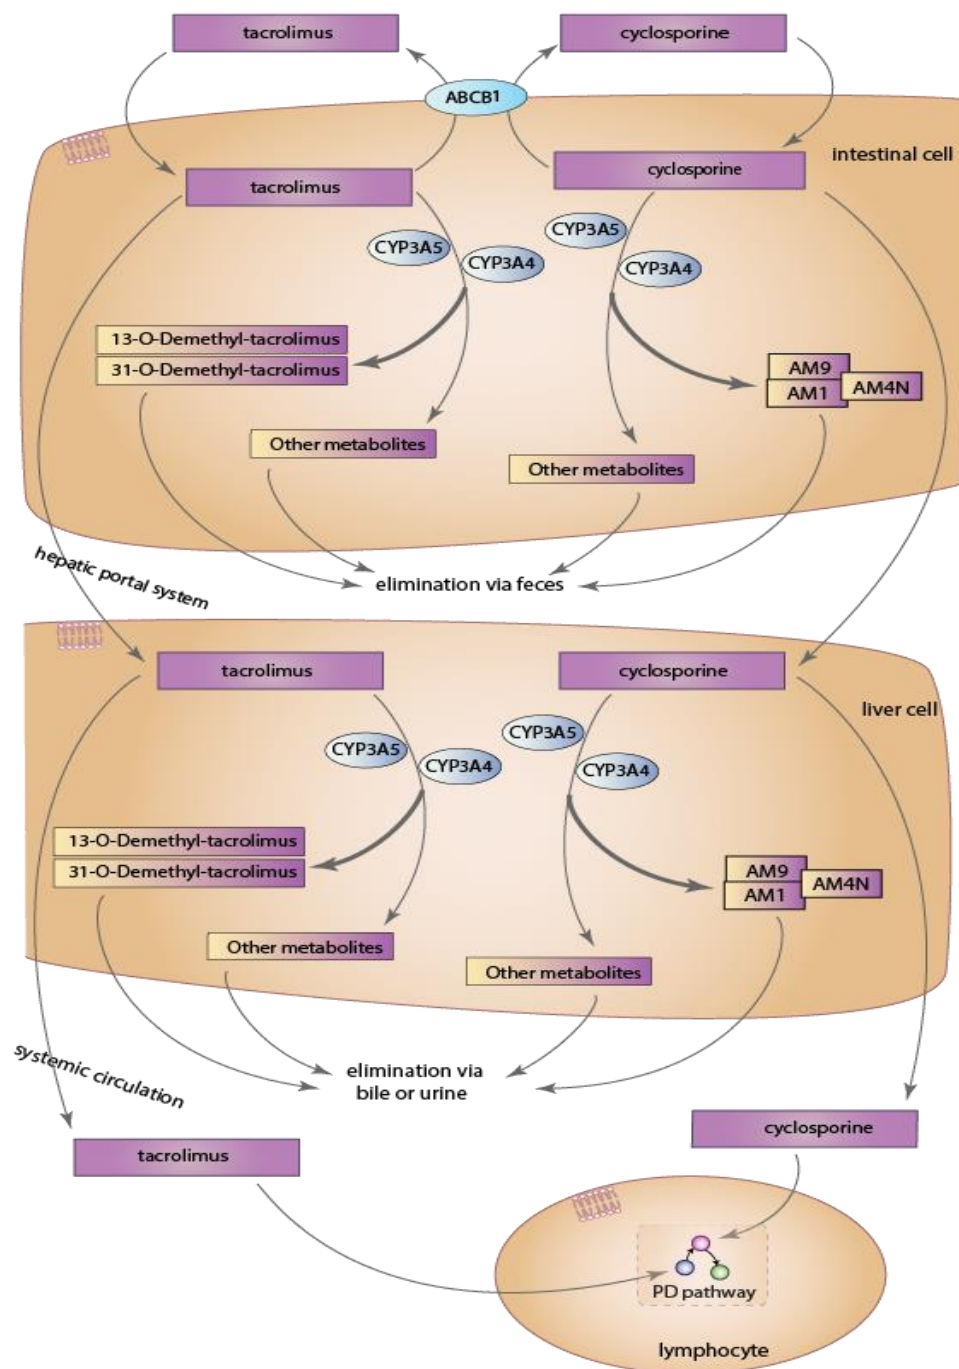 tacrolimus
cyclosporine
ABCB1
intestinal cell
tacrolimus
cyclosporine
CYP3A5
CYP3A4
CYP3A5
CYP3A4
13-O-Demethyl-tacrolimus
31-O-Demethyl-tacrolimus
AM9
AM1
AM4N
Other metabolites
Other metabolites
hepatic portal system
elimination via feces
tacrolimus
cyclosporine
liver cell
CYP3A5
CYP3A4
CYP3A5
CYP3A4
13-O-Demethyl-tacrolimus
31-O-Demethyl-tacrolimus
AM9
AM1
AM4N
Other metabolites
Other metabolites
systemic circulation
elimination via
bile or urine
tacrolimus
cyclosporine
PD pathway
lymphocyte